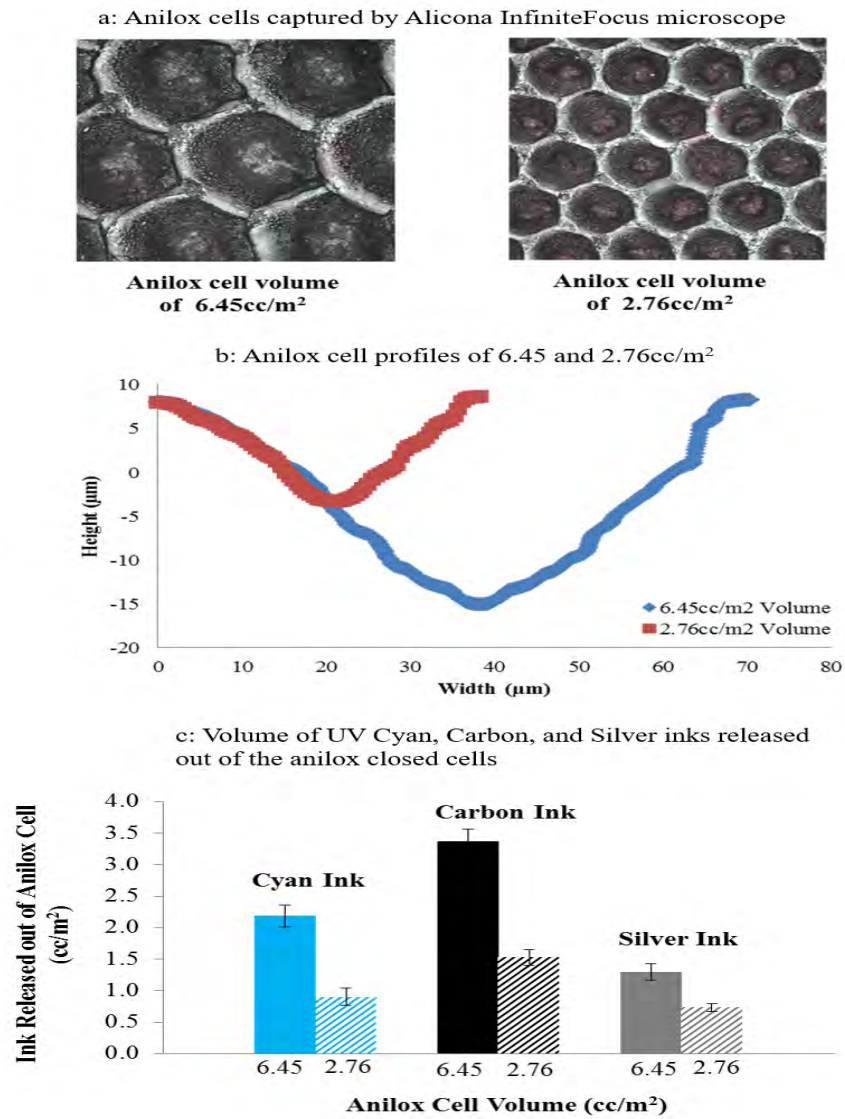 a: Anilox cells captured by Alicona InfiniteFocus microscope
Anilox cell volume
of 6.45cc/m²
Anilox cell volume
of 2.76cc/m²
b: Anilox cell profiles of 6.45 and 2.76cc/m²
10
5
0
-5
-10
-15
-20
Height (µm)
6.45cc/m2 Volume
2.76cc/m2 Volume
0 10 20 30 40 50 60 70 80
Width (µm)
c: Volume of UV Cyan, Carbon, and Silver inks released
out of the anilox closed cells
Ink Released out of Anilox Cell
(cc/m²)
4.0
3.5
3.0
2.5
2.0
1.5
1.0
0.5
0.0
Cyan Ink
Carbon Ink
Silver Ink
6.45 2.76 6.45 2.76 6.45 2.76
Anilox Cell Volume (cc/m²)